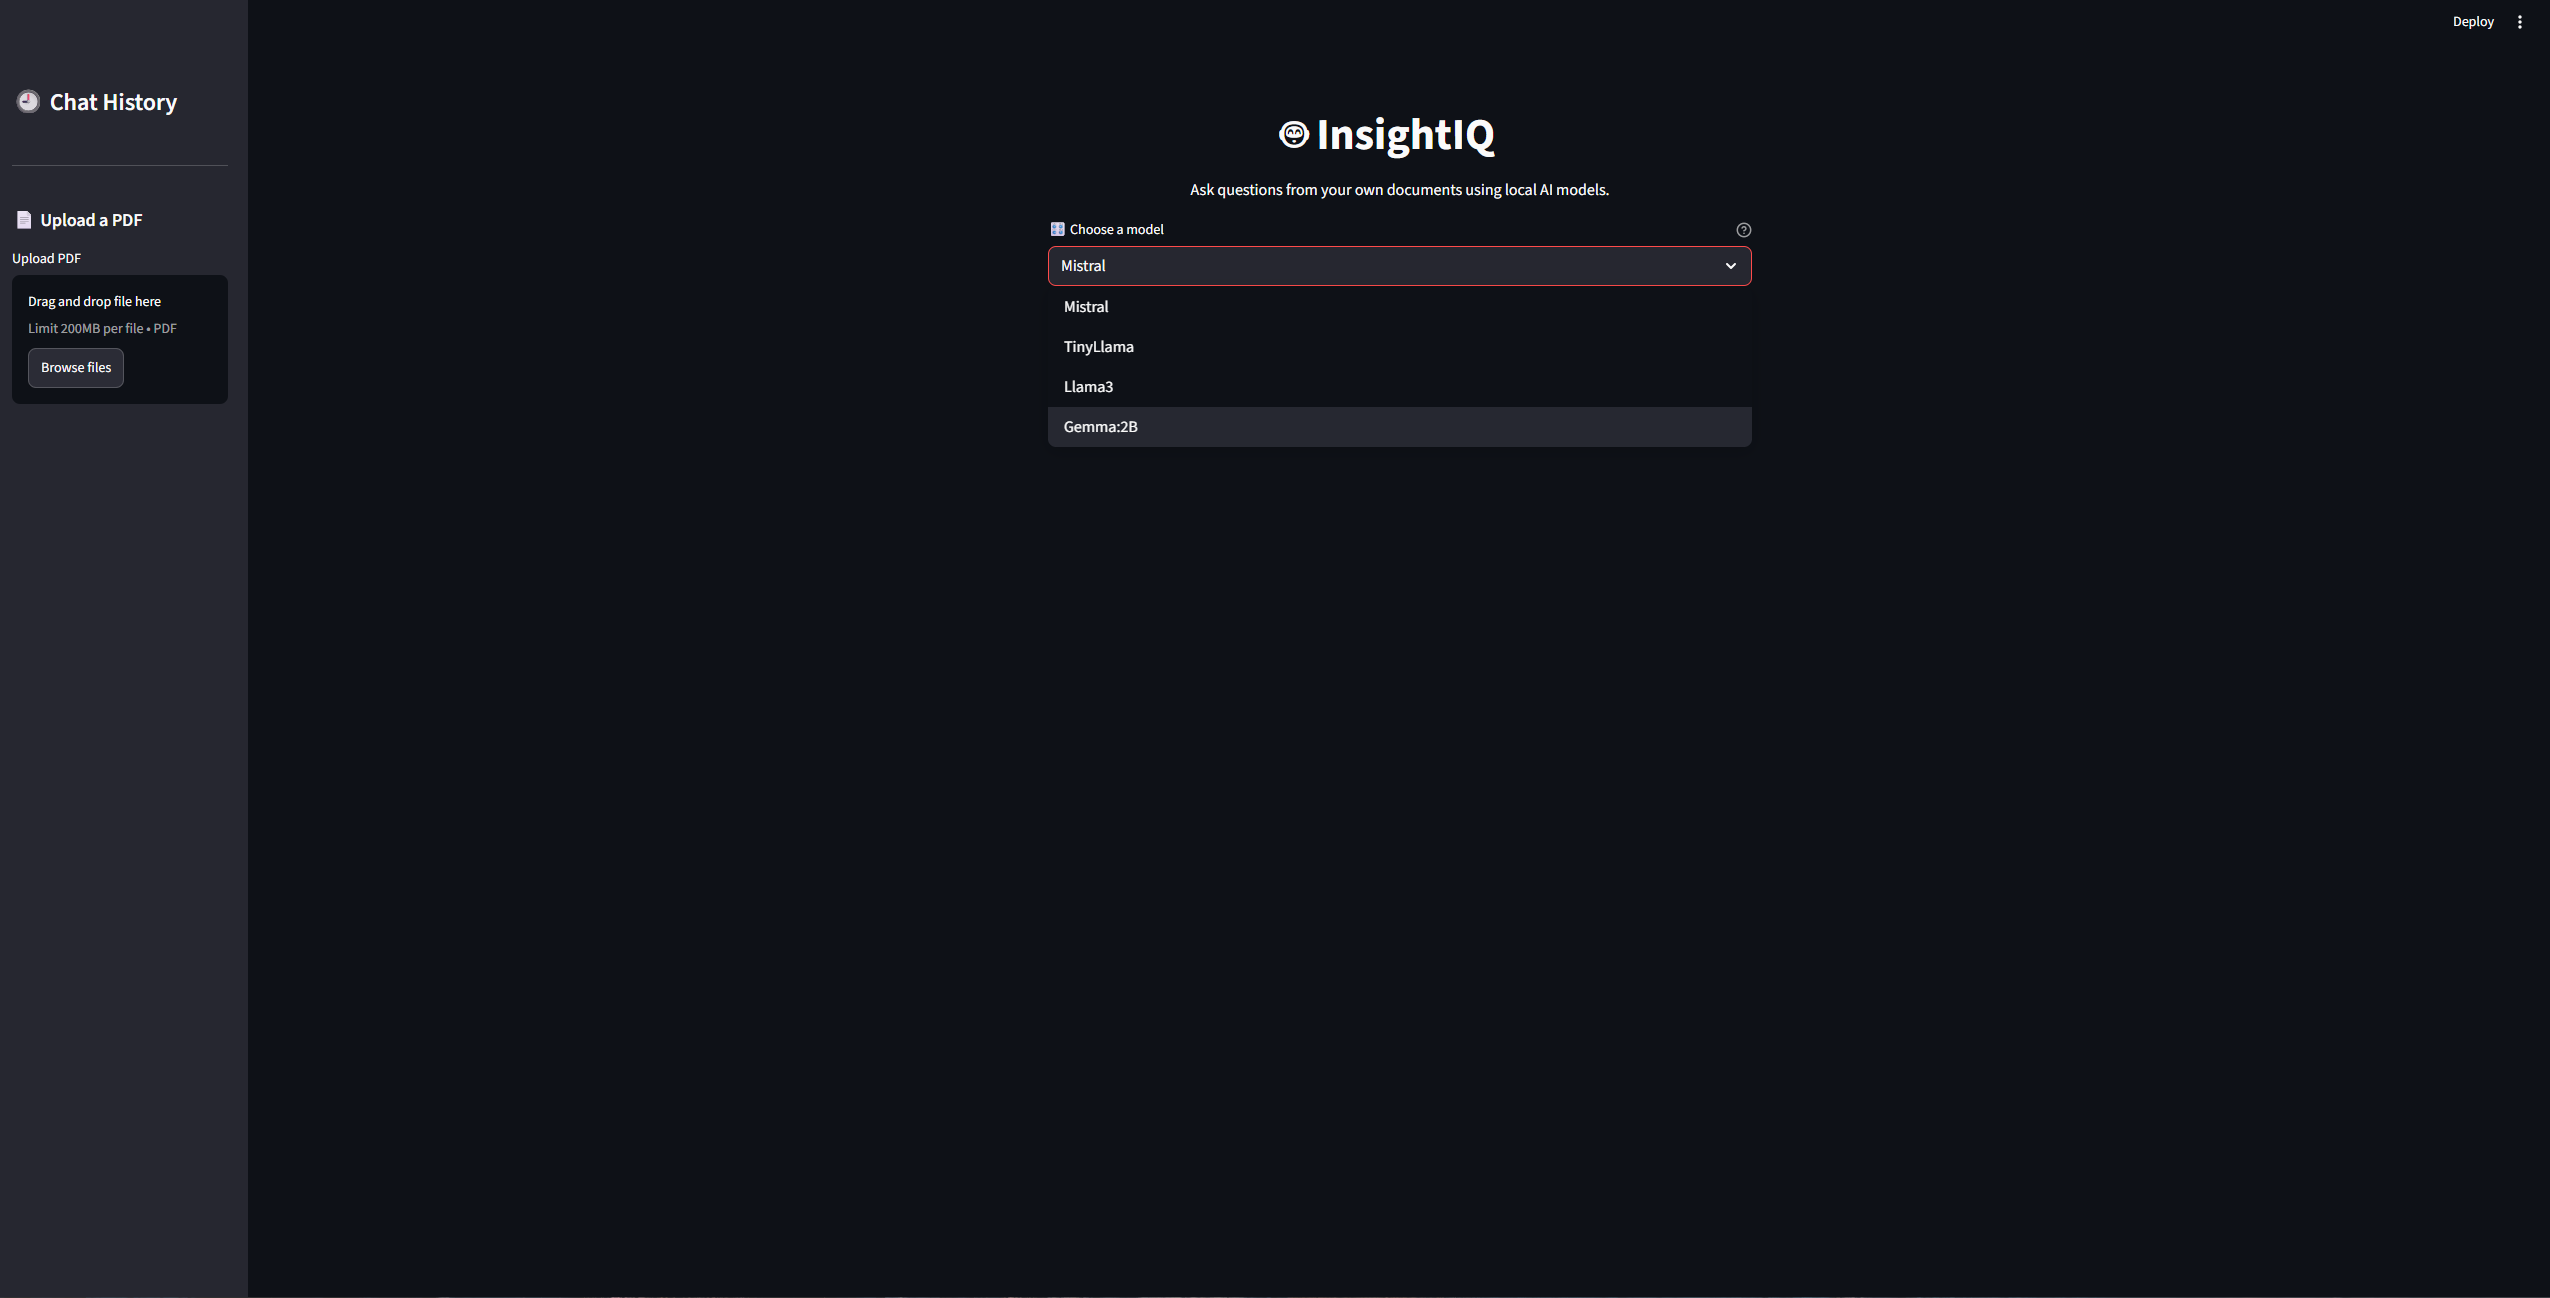 Deploy
Chat History
Upload a PDF
Upload PDF
Drag and drop file here
Limit 200MB per file • PDF
Browse files
InsightIQ
Ask questions from your own documents using local AI models.
Choose a model
Mistral
Mistral
TinyLlama
Llama3
Gemma:2B